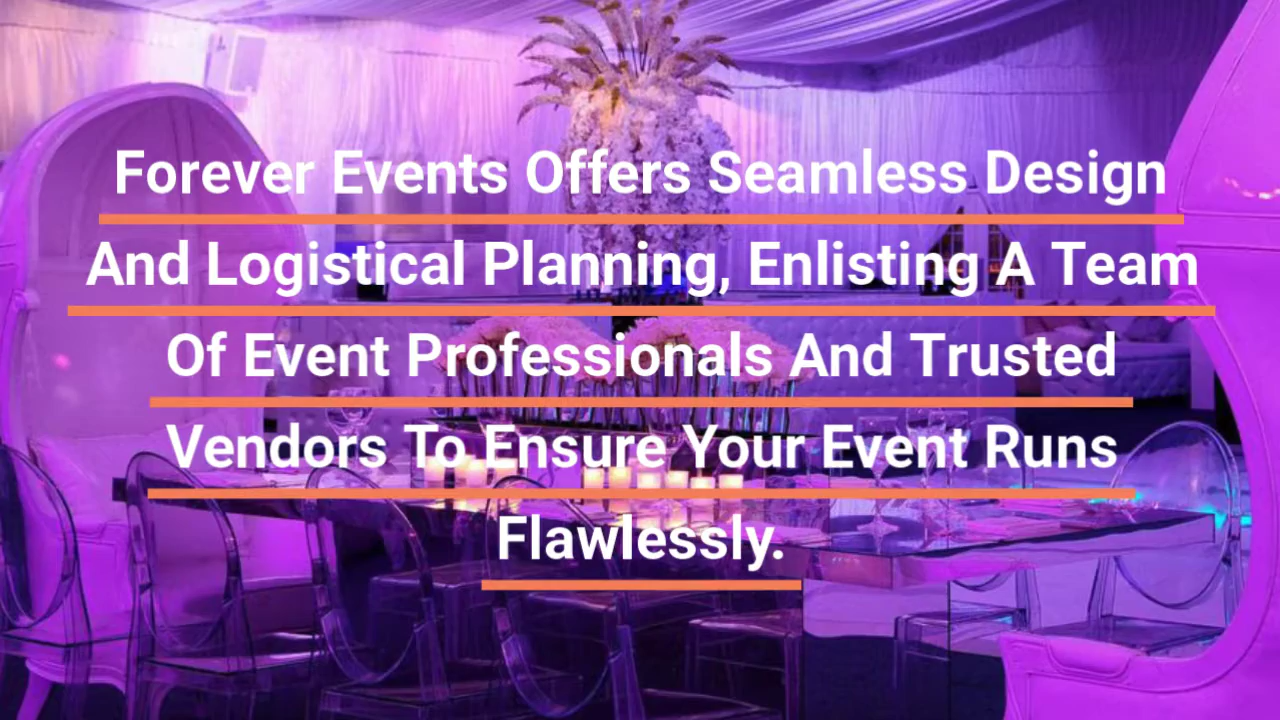 Forever Events Offers Seamless Design
And Logistical Planning, Enlisting A Team
Of Event Professionals And Trusted
Vendors To Ensure Your Event Runs
Flawlessly.